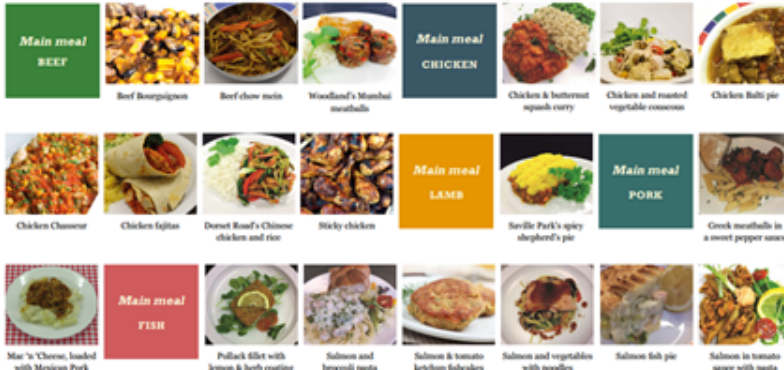 Main meal
BEEF
Beef Bourguignon
Beef chow mein
Woodland's Mumbai
meatballs
Main meal
CHICKEN
Chicken & butternut
squash curry
Chicken and roasted
vegetable couscous
Chicken Balti pie
Chicken Chasseur
Chicken fajitas
Dorset Road's Chinese
chicken and rice
Sticky chicken
Main meal
LAMB
Saville Park's spicy
shepherd's pie
Main meal
PORK
Greek meatballs in
a sweet pepper sauce
Mac 'n 'Cheese, loaded
with Mexican Pork
Main meal
FISH
Pollack fillet with
lemon & herb coating
Salmon and
broccoli pasta
Salmon & tomato
ketchup fishcakes
Salmon and vegetables
with noodles
Salmon fish pie
Salmon in tomato
sauce with pasta